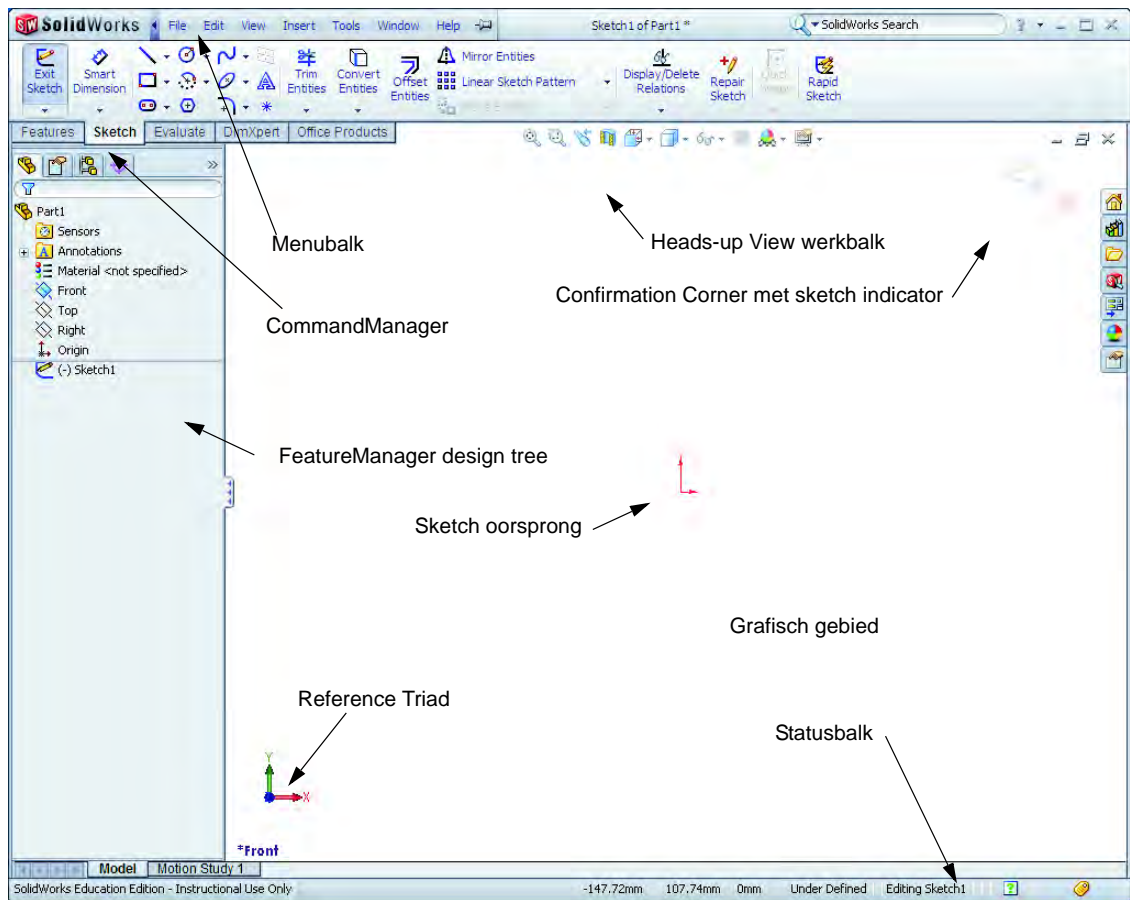 SolidWorks File Edit View Insert Tools Window Help Sketch1 of Part1 * SolidWorks Search ?
Exit Sketch
Smart Dimension
Trim Entities
Convert Entities
Offset Entities
Mirror Entities
Linear Sketch Pattern
Display/Delete Relations
Repair Sketch
Rapid Sketch
Features Sketch Evaluate DimXpert Office Products
Part1
Sensors
Annotations
Material <not specified>
Front
Top
Right
Origin
(-) Sketch1
Menubalk
Heads-up View werkbalk
Confirmation Corner met sketch indicator
CommandManager
FeatureManager design tree
Sketch oorsprong
Grafisch gebied
Reference Triad
Statusbalk
Y
X
*Front
Model Motion Study 1
SolidWorks Education Edition - Instructional Use Only -147.72mm 107.74mm 0mm Under Defined Editing Sketch1 ?